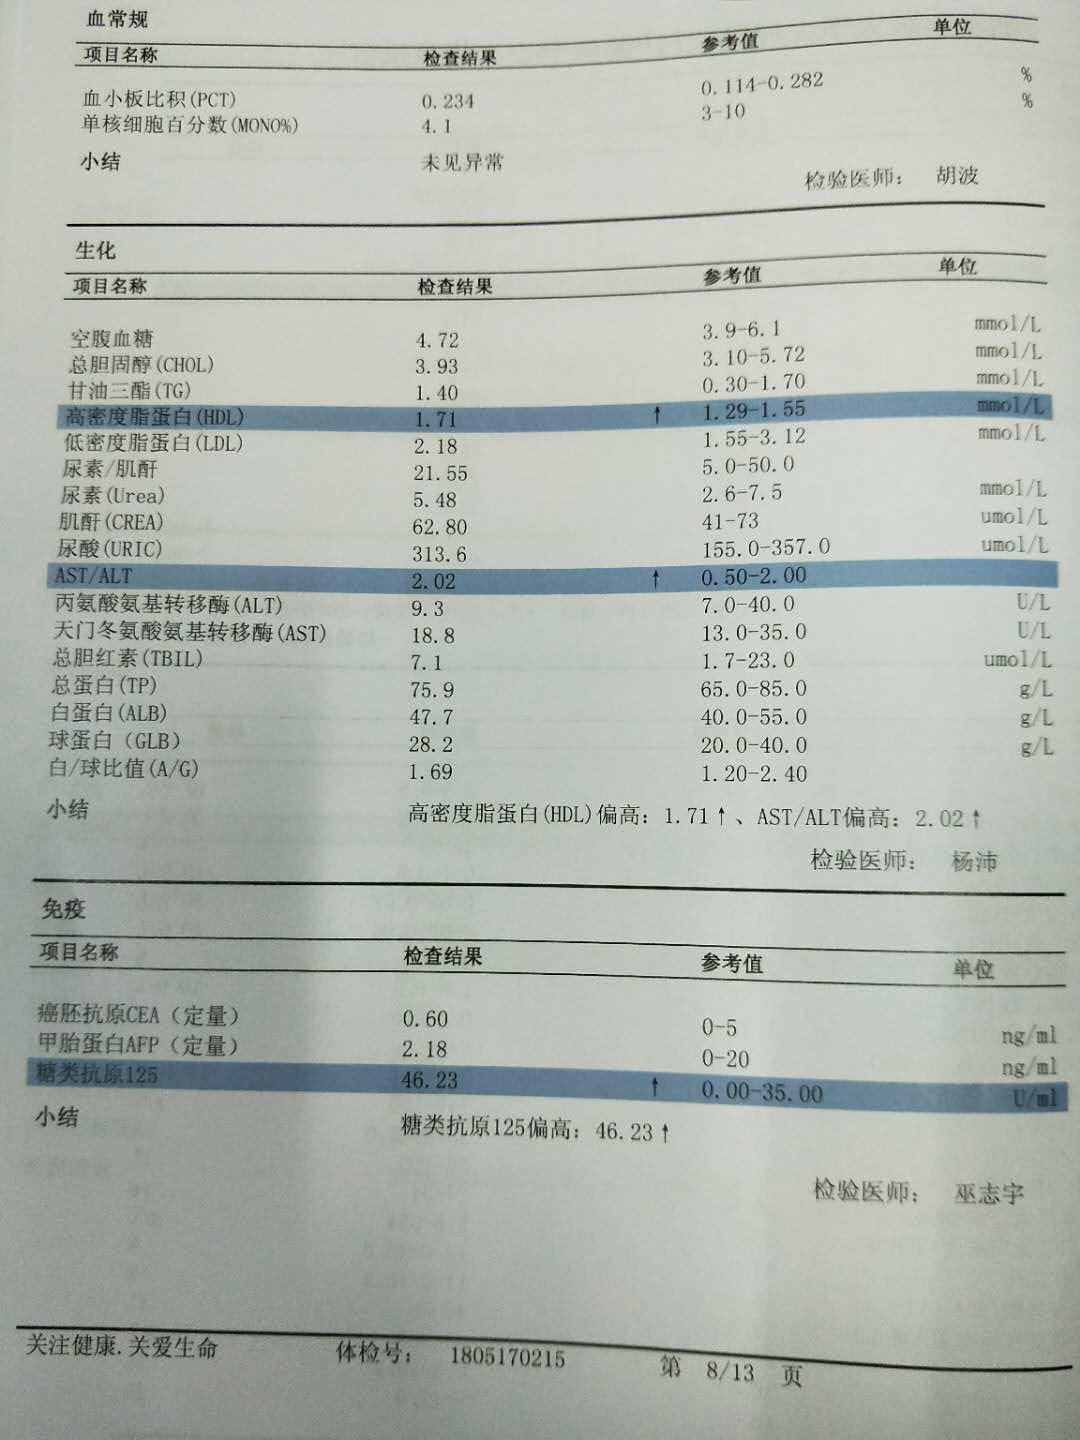 血常规
项目名称 检查结果 参考值 单位
血小板比积(PCT) 0.234 0.114-0.282 %
单核细胞百分数(MONO%) 4.1 3-10 %
小结 未见异常
检验医师： 胡波
生化
项目名称 检查结果 参考值 单位
空腹血糖 4.72 3.9-6.1 mmol/L
总胆固醇(CHOL) 3.93 3.10-5.72 mmol/L
甘油三酯(TG) 1.40 0.30-1.70 mmol/L
高密度脂蛋白(HDL) 1.71 ↑ 1.29-1.55 mmol/L
低密度脂蛋白(LDL) 2.18 1.55-3.12 mmol/L
尿素/肌酐 21.55 5.0-50.0
尿素(Urea) 5.48 2.6-7.5 mmol/L
肌酐(CREA) 62.80 41-73 umol/L
尿酸(URIC) 313.6 155.0-357.0 umol/L
AST/ALT 2.02 ↑ 0.50-2.00
丙氨酸氨基转移酶(ALT) 9.3 7.0-40.0 U/L
天门冬氨酸氨基转移酶(AST) 18.8 13.0-35.0 U/L
总胆红素(TBIL) 7.1 1.7-23.0 umol/L
总蛋白(TP) 75.9 65.0-85.0 g/L
白蛋白(ALB) 47.7 40.0-55.0 g/L
球蛋白（GLB） 28.2 20.0-40.0 g/L
白/球比值(A/G) 1.69 1.20-2.40
小结 高密度脂蛋白(HDL)偏高：1.71↑、AST/ALT偏高：2.02↑
检验医师： 杨沛
免疫
项目名称 检查结果 参考值 单位
癌胚抗原CEA（定量） 0.60 0-5 ng/ml
甲胎蛋白AFP（定量） 2.18 0-20 ng/ml
糖类抗原125 46.23 ↑ 0.00-35.00 U/ml
小结 糖类抗原125偏高：46.23↑
检验医师： 巫志宇
关注健康.关爱生命 体检号： 1805170215 第 8/13 页